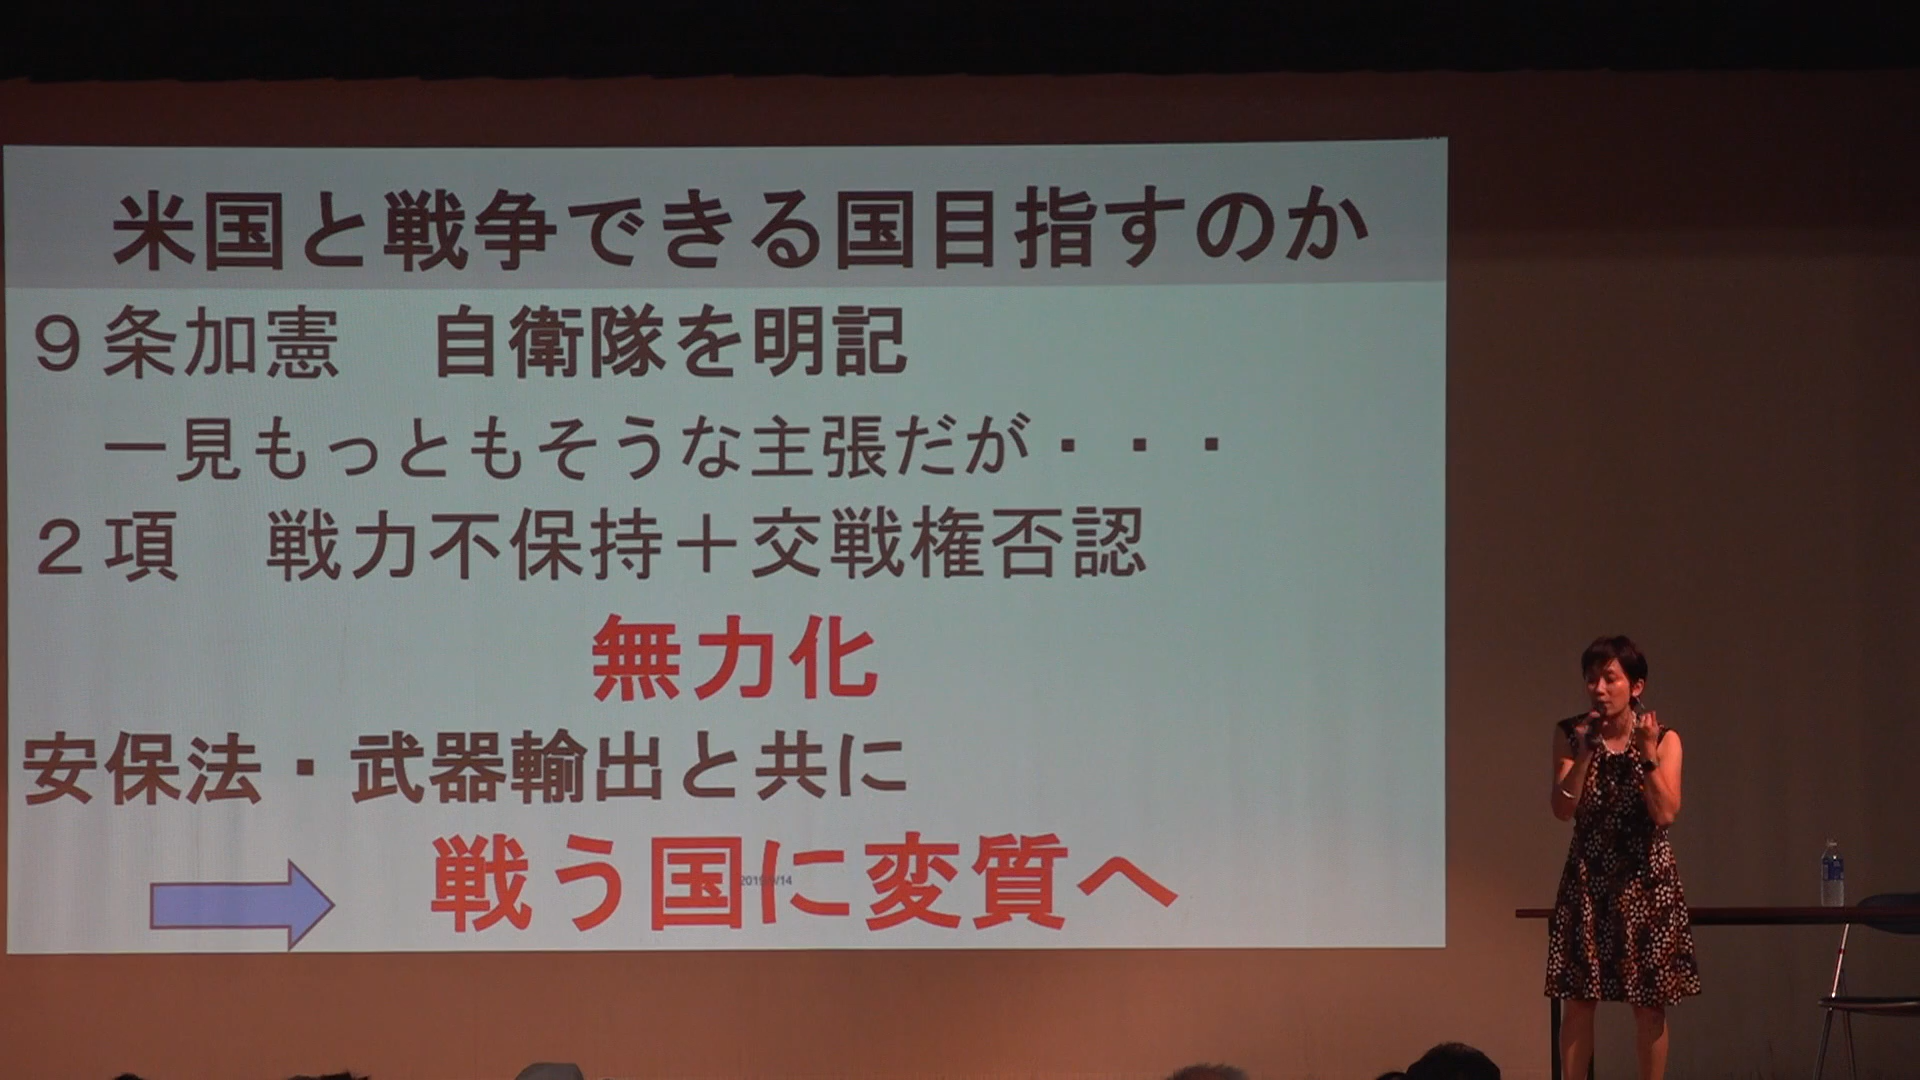 米国と戦争できる国目指すのか
９条加憲　自衛隊を明記
一見もっともそうな主張だが・・・
２項　戦力不保持＋交戦権否認
無力化
安保法・武器輸出と共に
戦う国に変質へ